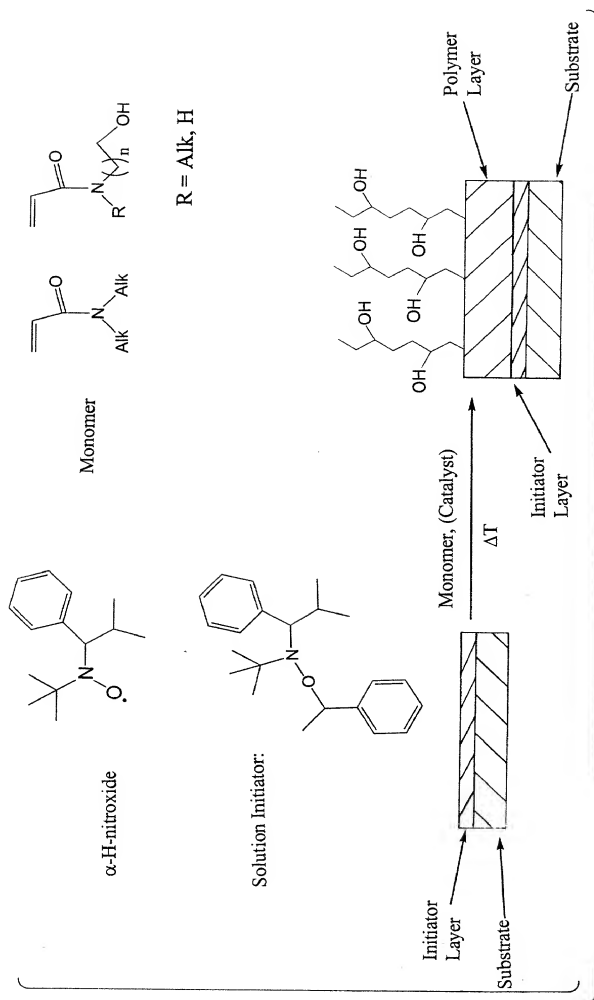 α-H-nitroxide
N
O
.
Monomer
O
N
Alk
Alk
O
N
R
n
OH
R = Alk, H
Solution Initiator:
N
O
Initiator
Layer
Substrate
Monomer, (Catalyst)
ΔT
OH
OH
OH
OH
OH
OH
Initiator
Layer
Polymer
Layer
Substrate